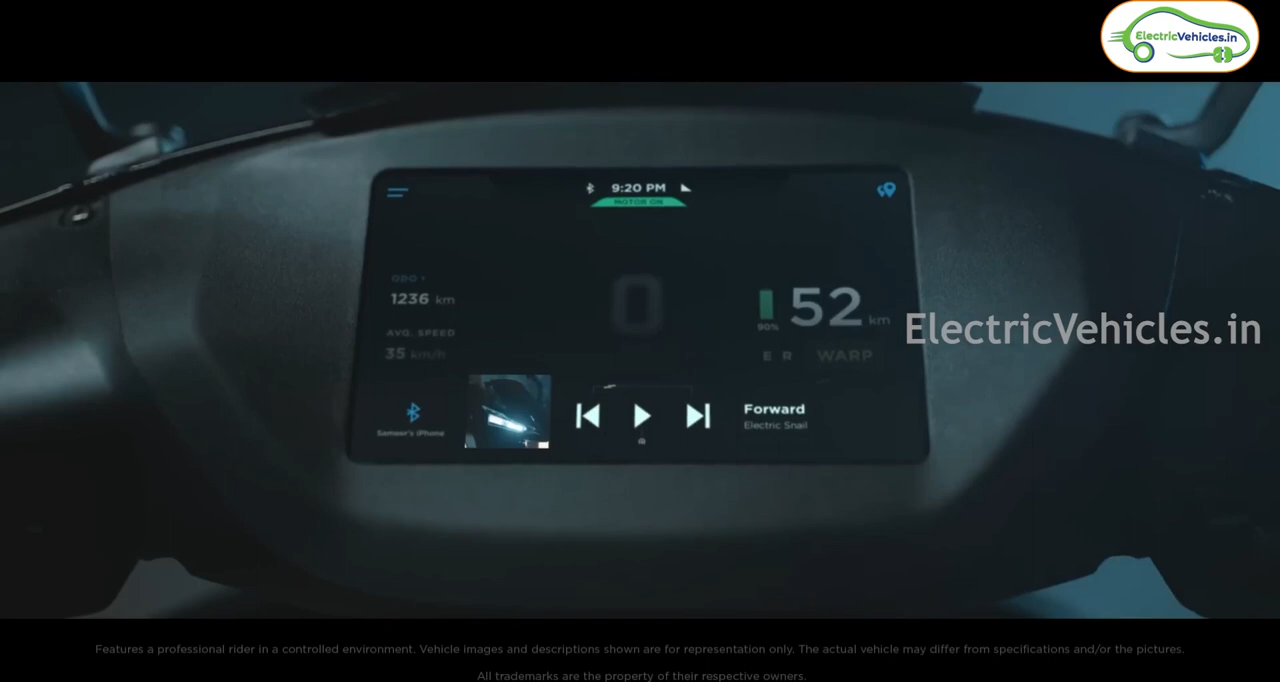 ElectricVehicles.in
9:20 PM
MOTOR ON
ODO
1236 km
0
52 km
90%
AVG. SPEED
35 km/h
E R WARP
ElectricVehicles.in
Forward
Electric Snail
Sameer's iPhone
Features a professional rider in a controlled environment. Vehicle images and descriptions shown are for representation only. The actual vehicle may differ from specifications and/or the pictures.
All trademarks are the property of their respective owners.